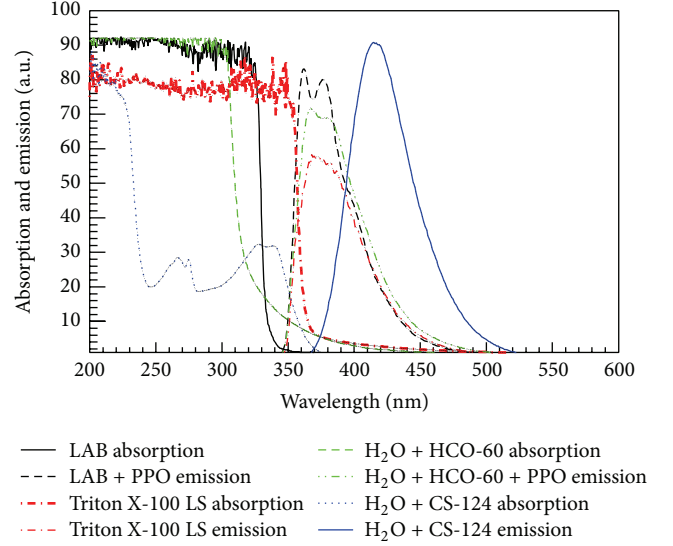 100
90
80
70
60
50
40
30
20
10
Absorption and emission (a.u.)
200 250 300 350 400 450 500 550 600
Wavelength (nm)
LAB absorption
LAB + PPO emission
Triton X-100 LS absorption
Triton X-100 LS emission
H₂O + HCO-60 absorption
H₂O + HCO-60 + PPO emission
H₂O + CS-124 absorption
H₂O + CS-124 emission